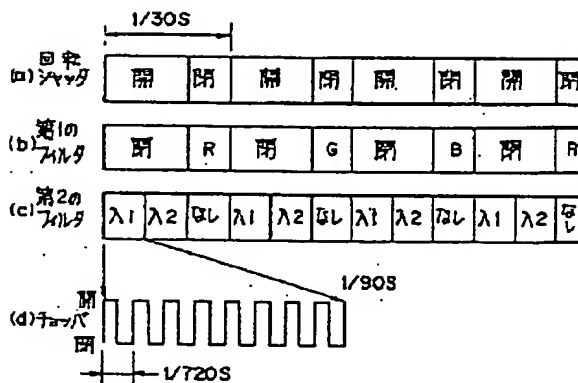 1/30S
(a) 回転シャッタ 開 閉 開 閉 開 閉 開 閉
(b) 第1のフィルタ 閉 R 閉 G 閉 B 閉 R
(c) 第2のフィルタ λ1 λ2 なし λ1 λ2 なし λ1 λ2 なし λ1 λ2 なし
1/90S
開
(d) チョッパ
閉
1/720S